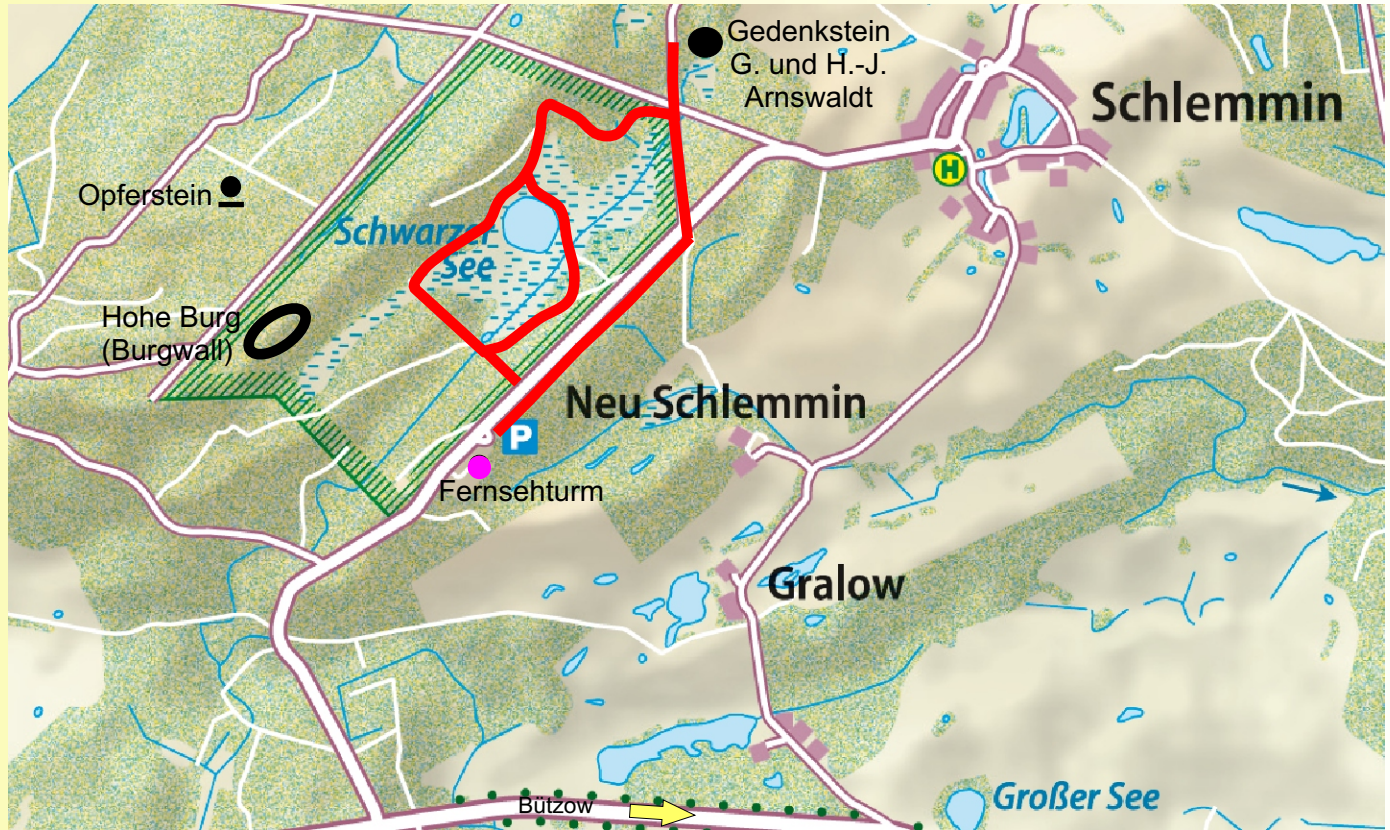 Gedenkstein
G. und H.-J.
Arnswaldt
Schlemmin
H
Opferstein
Schwarzer
See
Hohe Burg
(Burgwall)
Neu Schlemmin
P
Fernsehturm
Gralow
Großer See
Bützow